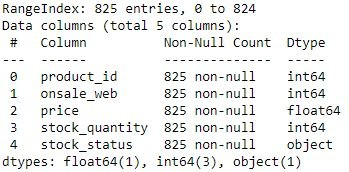 RangeIndex: 825 entries, 0 to 824
Data columns (total 5 columns):
 #   Column          Non-Null Count  Dtype
---  ------          --------------  -----
 0   product_id      825 non-null    int64
 1   onsale_web      825 non-null    int64
 2   price           825 non-null    float64
 3   stock_quantity  825 non-null    int64
 4   stock_status    825 non-null    object
dtypes: float64(1), int64(3), object(1)